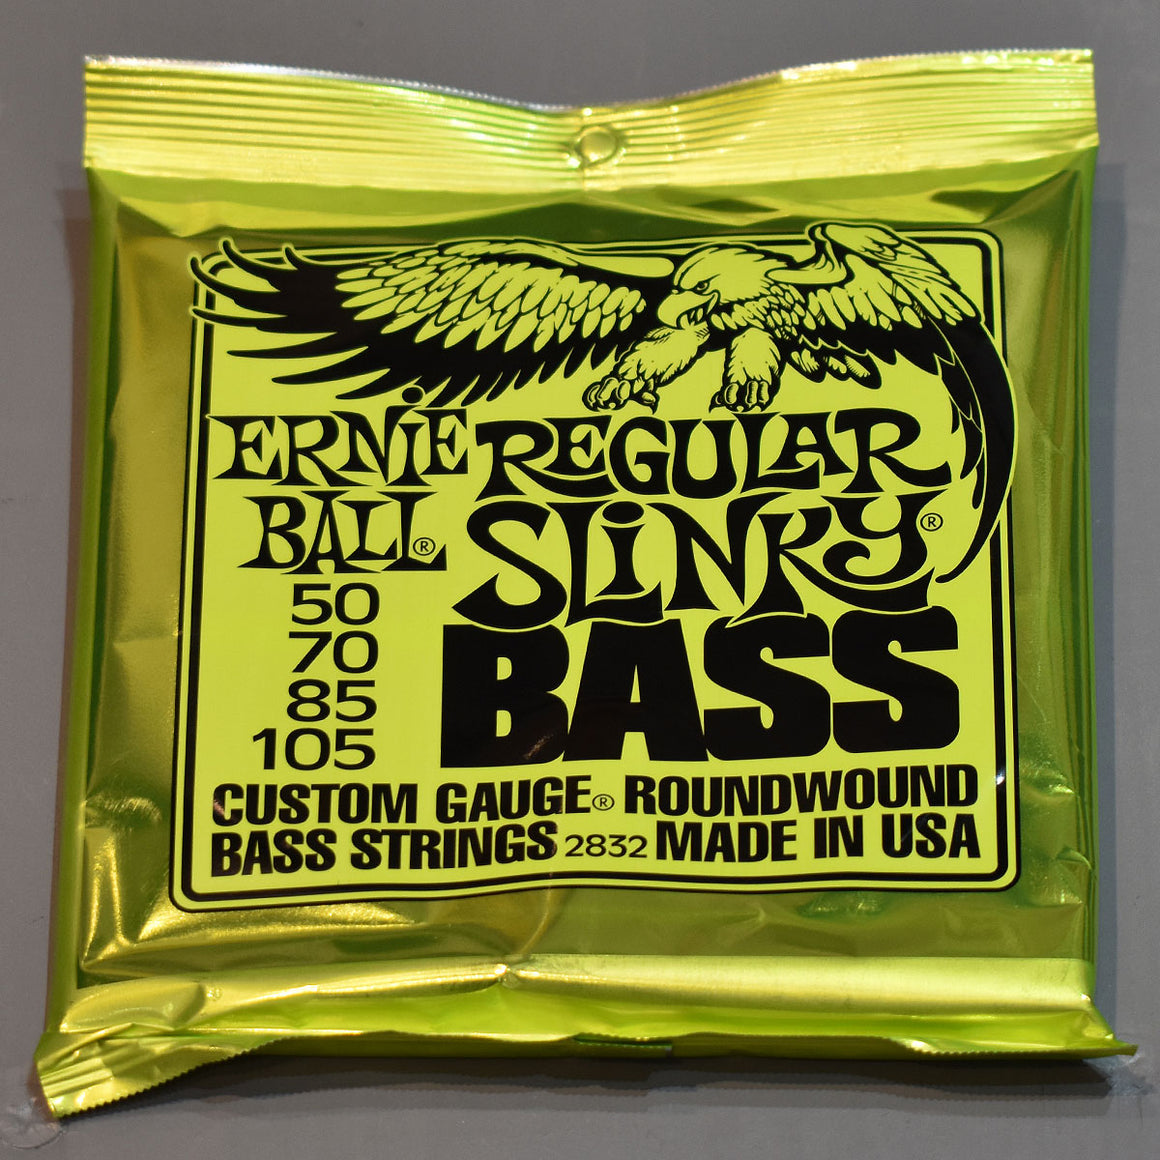 ERNiE BALL®
REGULAR SLiNKY®
BASS
50
70
85
105
CUSTOM GAUGE® ROUNDWOUND
BASS STRINGS 2832 MADE IN USA